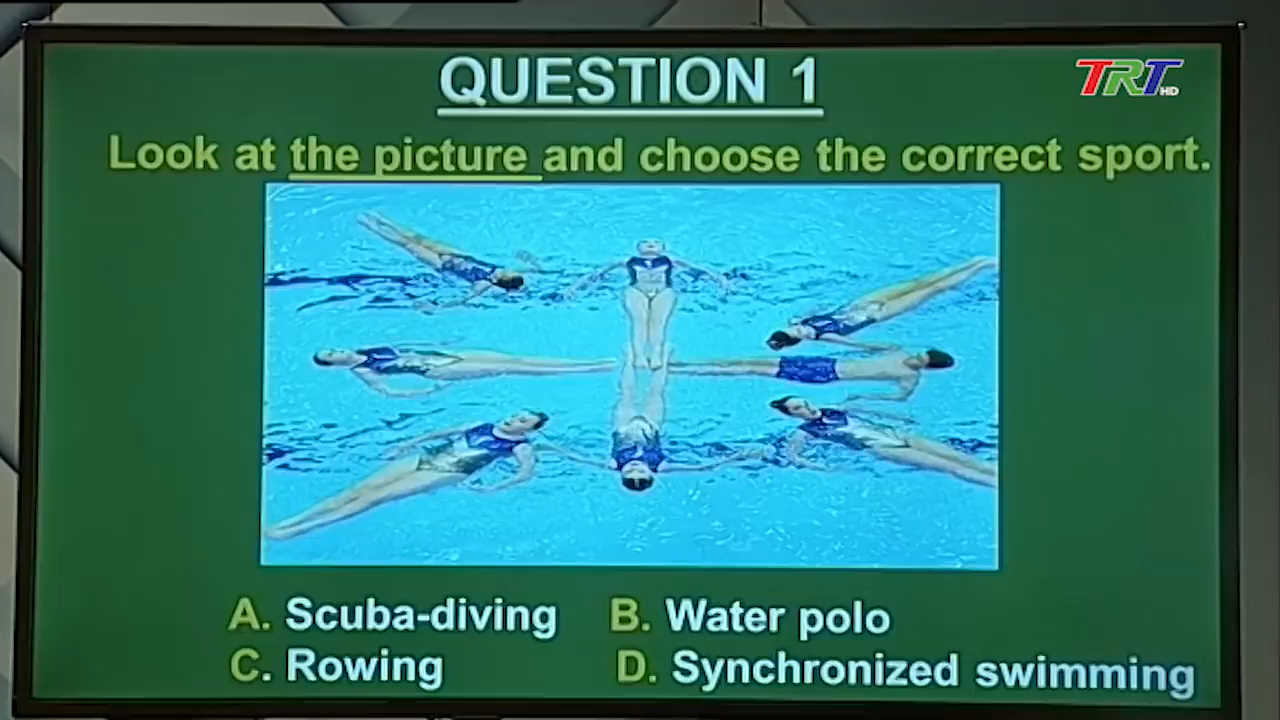 QUESTION 1
TRT HD
Look at the picture and choose the correct sport.
A. Scuba-diving B. Water polo
C. Rowing D. Synchronized swimming